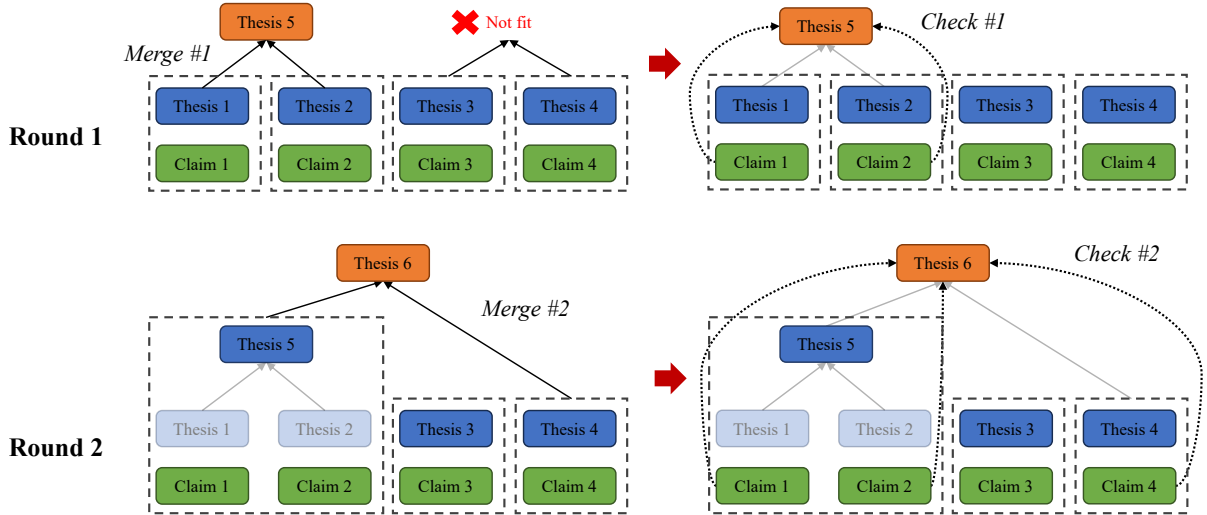 Thesis 5
Not fit
Merge #1
Thesis 1
Thesis 2
Thesis 3
Thesis 4
Round 1
Claim 1
Claim 2
Claim 3
Claim 4
Thesis 5
Check #1
Thesis 1
Thesis 2
Thesis 3
Thesis 4
Claim 1
Claim 2
Claim 3
Claim 4
Thesis 6
Merge #2
Thesis 5
Thesis 1
Thesis 2
Thesis 3
Thesis 4
Round 2
Claim 1
Claim 2
Claim 3
Claim 4
Thesis 6
Check #2
Thesis 5
Thesis 1
Thesis 2
Thesis 3
Thesis 4
Claim 1
Claim 2
Claim 3
Claim 4